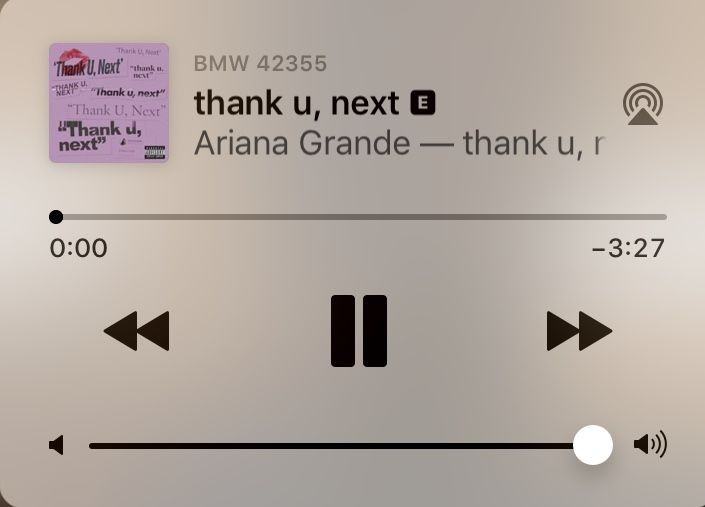 'Thank U, Next'
'Thank U, Next'
"thank u,
next"
"THANK U,
NEXT"
"Thank u, next"
"Thank U, Next"
"Thank u,
next"
BMW 42355
thank u, next E
Ariana Grande — thank u, r
0:00
−3:27